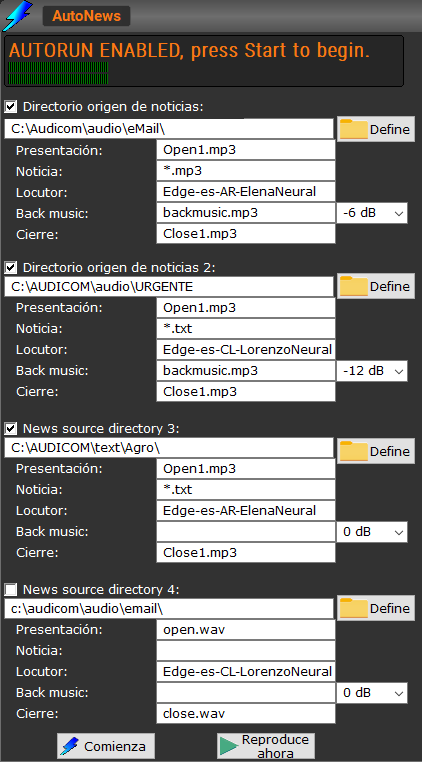 AutoNews
AUTORUN ENABLED, press Start to begin.
Directorio origen de noticias:
C:\Audicom\audio\eMail\ Define
Presentación: Open1.mp3
Noticia: *.mp3
Locutor: Edge-es-AR-ElenaNeural
Back music: backmusic.mp3 -6 dB
Cierre: Close1.mp3
Directorio origen de noticias 2:
C:\AUDICOM\audio\URGENTE Define
Presentación: Open1.mp3
Noticia: *.txt
Locutor: Edge-es-CL-LorenzoNeural
Back music: backmusic.mp3 -12 dB
Cierre: Close1.mp3
News source directory 3:
C:\AUDICOM\text\Agro\ Define
Presentación: Open1.mp3
Noticia: *.txt
Locutor: Edge-es-AR-ElenaNeural
Back music: 0 dB
Cierre: Close1.mp3
News source directory 4:
c:\audicom\audio\email\ Define
Presentación: open.wav
Noticia:
Locutor: Edge-es-CL-LorenzoNeural
Back music: 0 dB
Cierre: close.wav
Comienza Reproduce
ahora